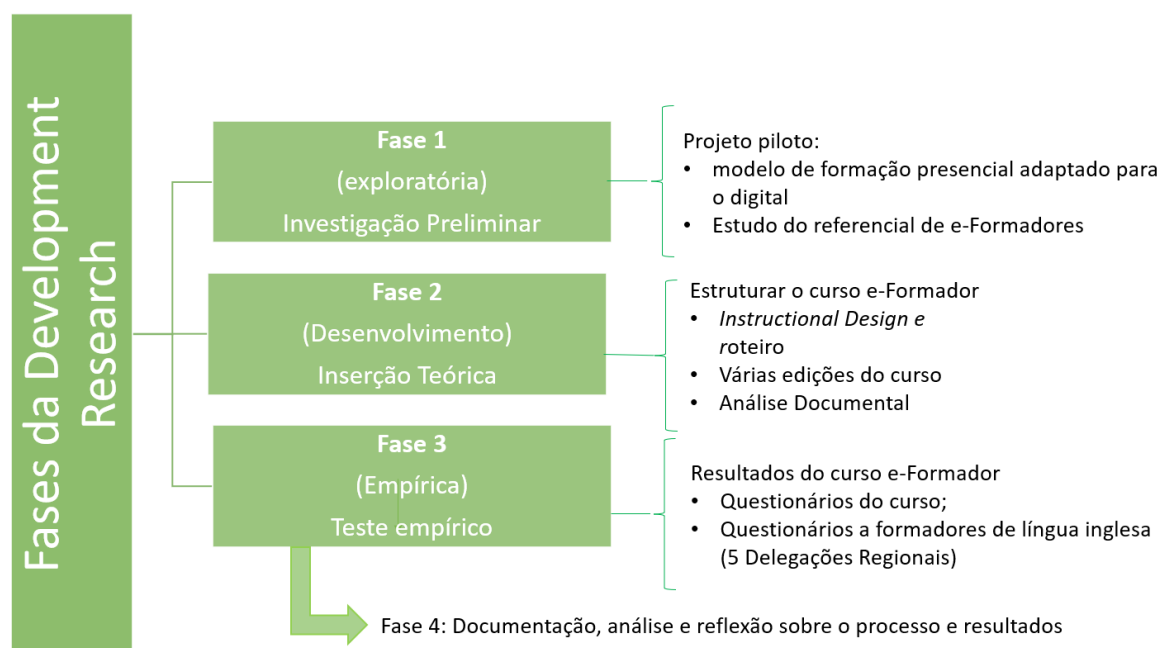 Fases da Development
Research
Fase 1
(exploratória)
Investigação Preliminar
Projeto piloto:
• modelo de formação presencial adaptado para
o digital
• Estudo do referencial de e-Formadores
Fase 2
(Desenvolvimento)
Inserção Teórica
Estruturar o curso e-Formador
• Instructional Design e
roteiro
• Várias edições do curso
• Análise Documental
Fase 3
(Empírica)
Teste empírico
Resultados do curso e-Formador
• Questionários do curso;
• Questionários a formadores de língua inglesa
(5 Delegações Regionais)
Fase 4: Documentação, análise e reflexão sobre o processo e resultados